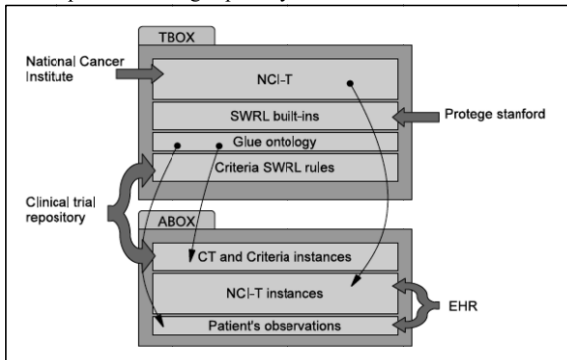 TBOX
National Cancer
Institute
NCI-T
SWRL built-ins
Protege stanford
Glue ontology
Criteria SWRL rules
Clinical trial
repository
ABOX
CT and Criteria instances
NCI-T instances
EHR
Patient's observations